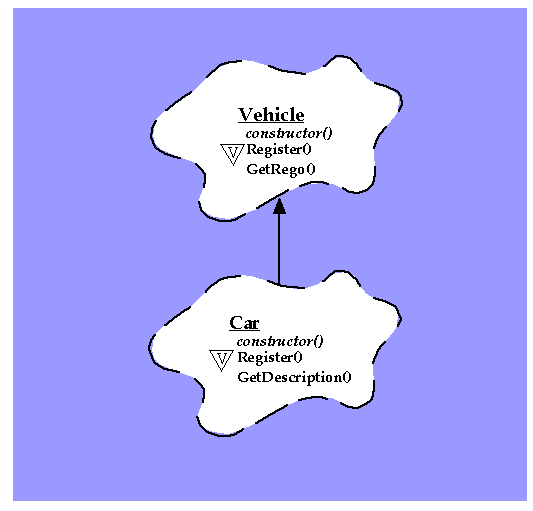 Vehicle
constructor()
V Register()
GetRego()
Car
constructor()
V Register()
GetDescription()